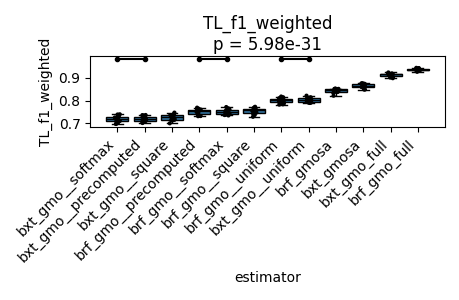 TL_f1_weighted
p = 5.98e-31
TL_f1_weighted
0.9
0.8
0.7
bxt_gmo__softmax
bxt_gmo__precomputed
bxt_gmo__square
brf_gmo__precomputed
brf_gmo__softmax
brf_gmo__square
brf_gmo__uniform
bxt_gmo__uniform
brf_gmosa
bxt_gmosa
bxt_gmo_full
brf_gmo_full
estimator